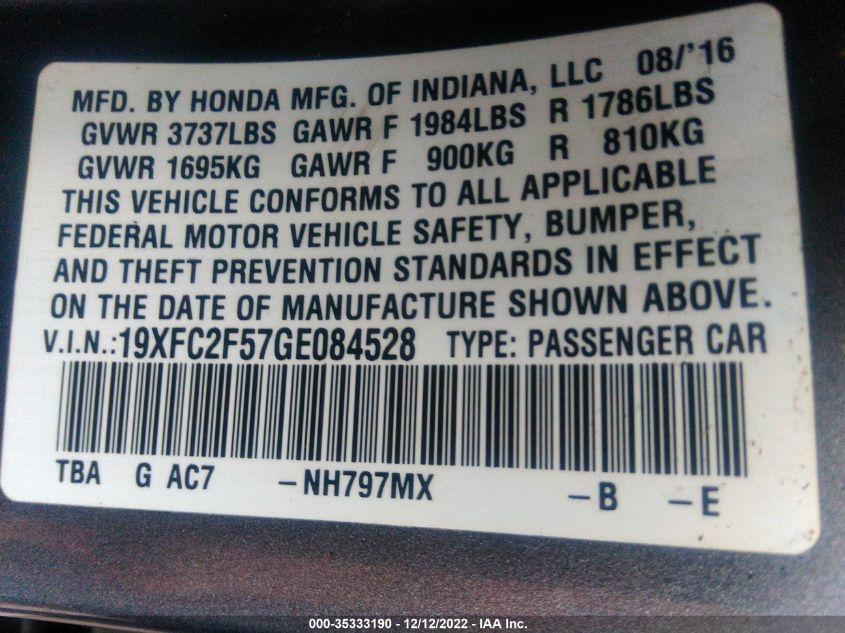 MFD. BY HONDA MFG. OF INDIANA, LLC 08/'16
GVWR 3737LBS GAWR F 1984LBS R 1786LBS
GVWR 1695KG GAWR F 900KG R 810KG
THIS VEHICLE CONFORMS TO ALL APPLICABLE
FEDERAL MOTOR VEHICLE SAFETY, BUMPER,
AND THEFT PREVENTION STANDARDS IN EFFECT
ON THE DATE OF MANUFACTURE SHOWN ABOVE.
V.I.N.:19XFC2F57GE084528 TYPE: PASSENGER CAR
TBA G AC7 -NH797MX -B -E
000-35333190 - 12/12/2022 - IAA Inc.